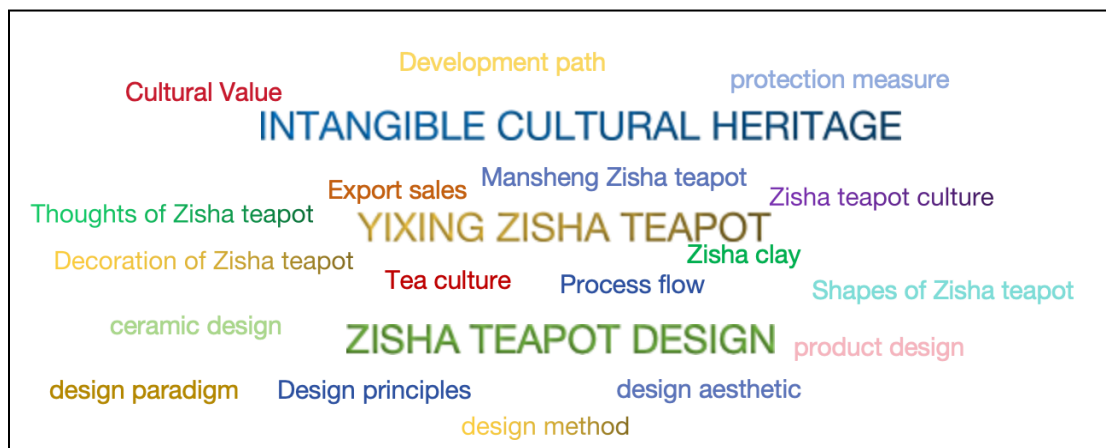 Development path
protection measure
Cultural Value
INTANGIBLE CULTURAL HERITAGE
Mansheng Zisha teapot
Export sales
Zisha teapot culture
Thoughts of Zisha teapot
YIXING ZISHA TEAPOT
Zisha clay
Decoration of Zisha teapot
Tea culture
Process flow
Shapes of Zisha teapot
ceramic design
ZISHA TEAPOT DESIGN
product design
design paradigm
Design principles
design aesthetic
design method